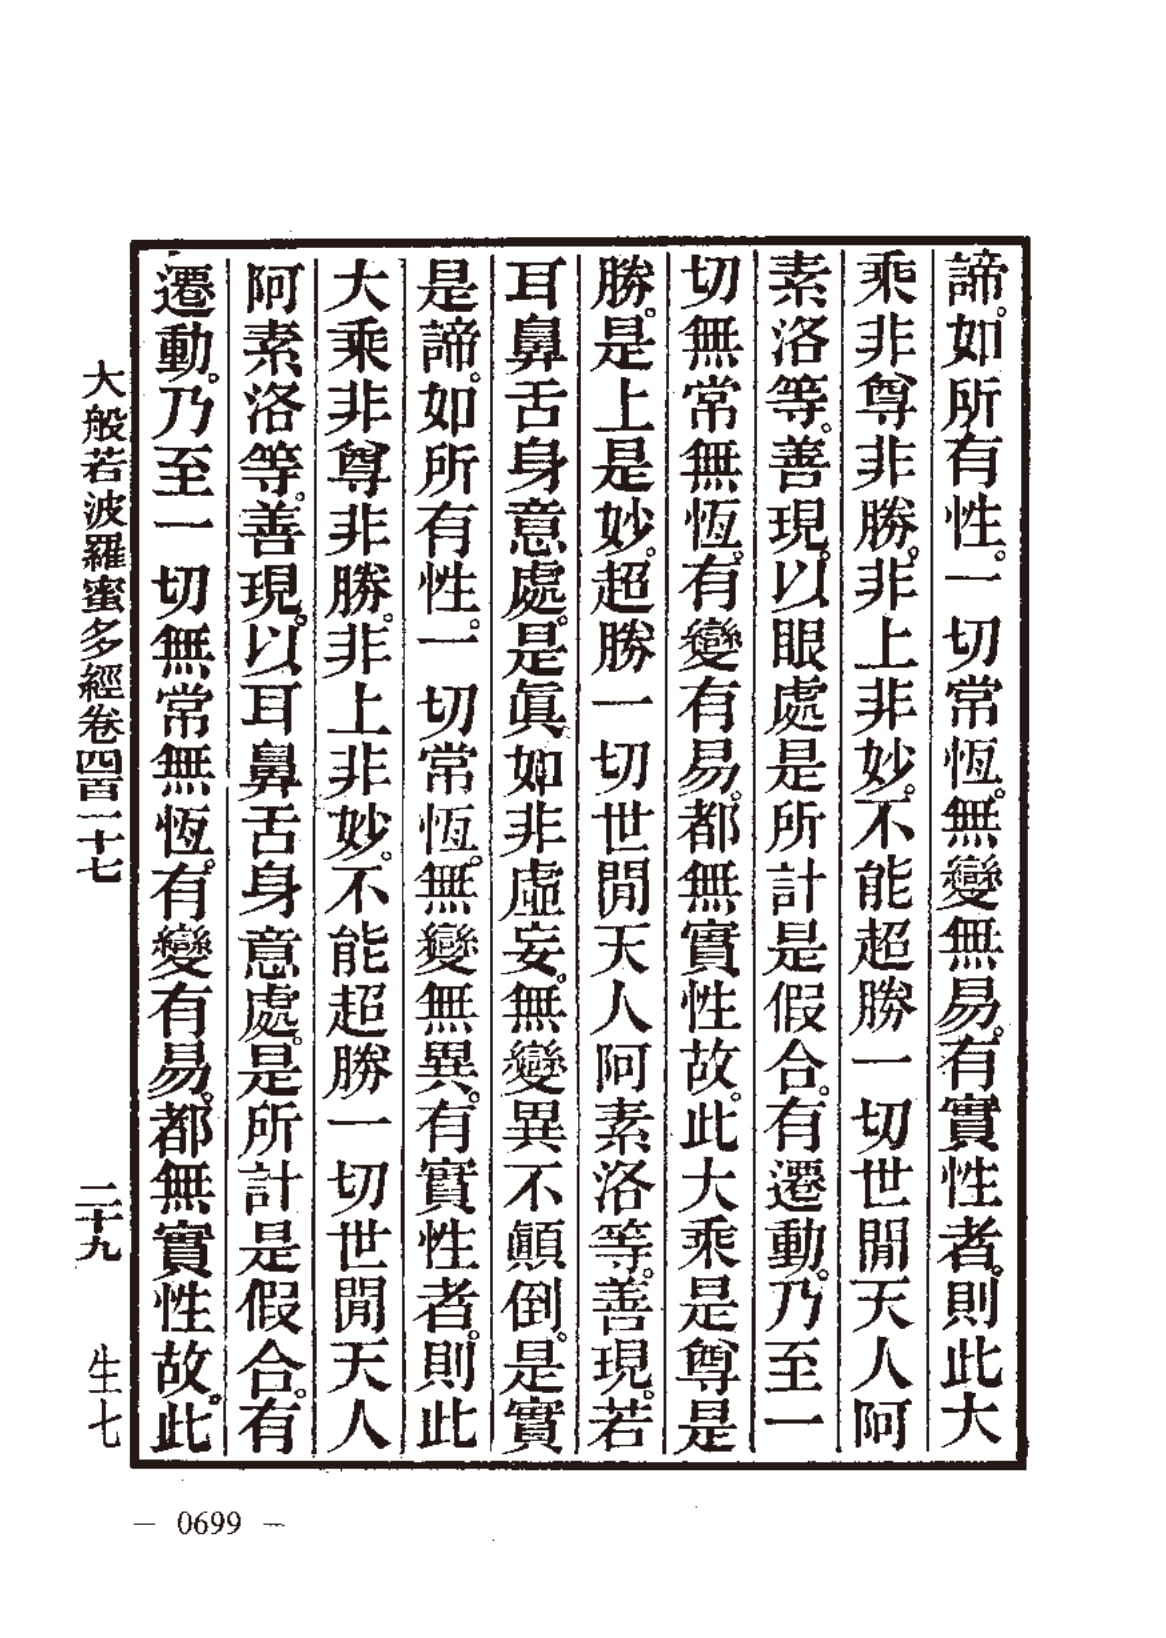 諦。如所有性。一切常恆。無變無易。有實性者。則此大
乘非尊非勝。非上非妙。不能超勝一切世閒天人阿
素洛等。善現。以眼處是所計是假合。有遷動。乃至一
切無常無恆。有變有易。都無實性故。此大乘是尊是
勝。是上是妙。超勝一切世閒天人阿素洛等。善現。若
耳鼻舌身意處。是眞如非虛妄。無變異不顚倒。是實
是諦。如所有性。一切常恆。無變無異。有實性者。則此
大乘非尊非勝。非上非妙。不能超勝一切世閒天人
阿素洛等。善現。以耳鼻舌身意處。是所計是假合。有
遷動。乃至一切無常無恆。有變有易。都無實性故。此
大般若波羅蜜多經卷四百一十七 二十九 生七
— 0699 —